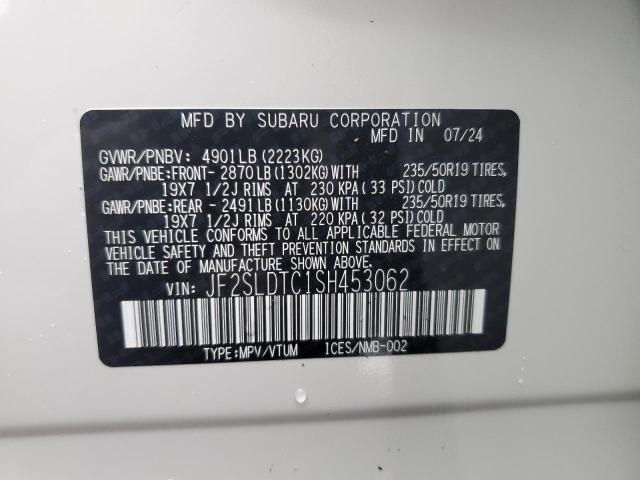 MFD BY SUBARU CORPORATION
MFD IN 07/24
GVWR/PNBV: 4901LB(2223KG)
GAWR/PNBE:FRONT- 2870LB(1302KG)WITH 235/50R19 TIRES,
19X7 1/2J RIMS AT 230 KPA(33 PSI)COLD
GAWR/PNBE:REAR - 2491LB(1130KG)WITH 235/50R19 TIRES,
19X7 1/2J RIMS AT 220 KPA(32 PSI)COLD
THIS VEHICLE CONFORMS TO ALL APPLICABLE FEDERAL MOTOR
VEHICLE SAFETY AND THEFT PREVENTION STANDARDS IN EFFECT
ON THE DATE OF MANUFACTURE SHOWN ABOVE.
VIN: JF2SLDTC1SH453062
TYPE:MPV/VTUM ICES/NMB-002